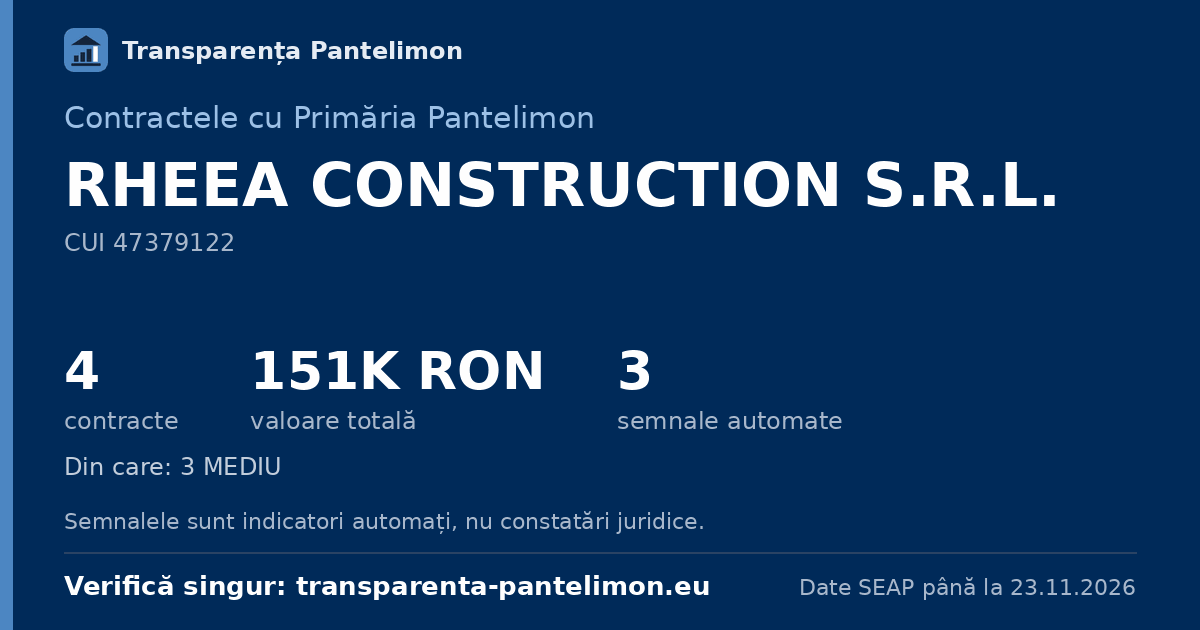 Transparența Pantelimon
Contractele cu Primăria Pantelimon
RHEEA CONSTRUCTION S.R.L.
CUI 47379122
4 151K RON 3
contracte valoare totală semnale automate
Din care: 3 MEDIU
Semnalele sunt indicatori automați, nu constatări juridice.
Verifică singur: transparenta-pantelimon.eu Date SEAP până la 23.11.2026